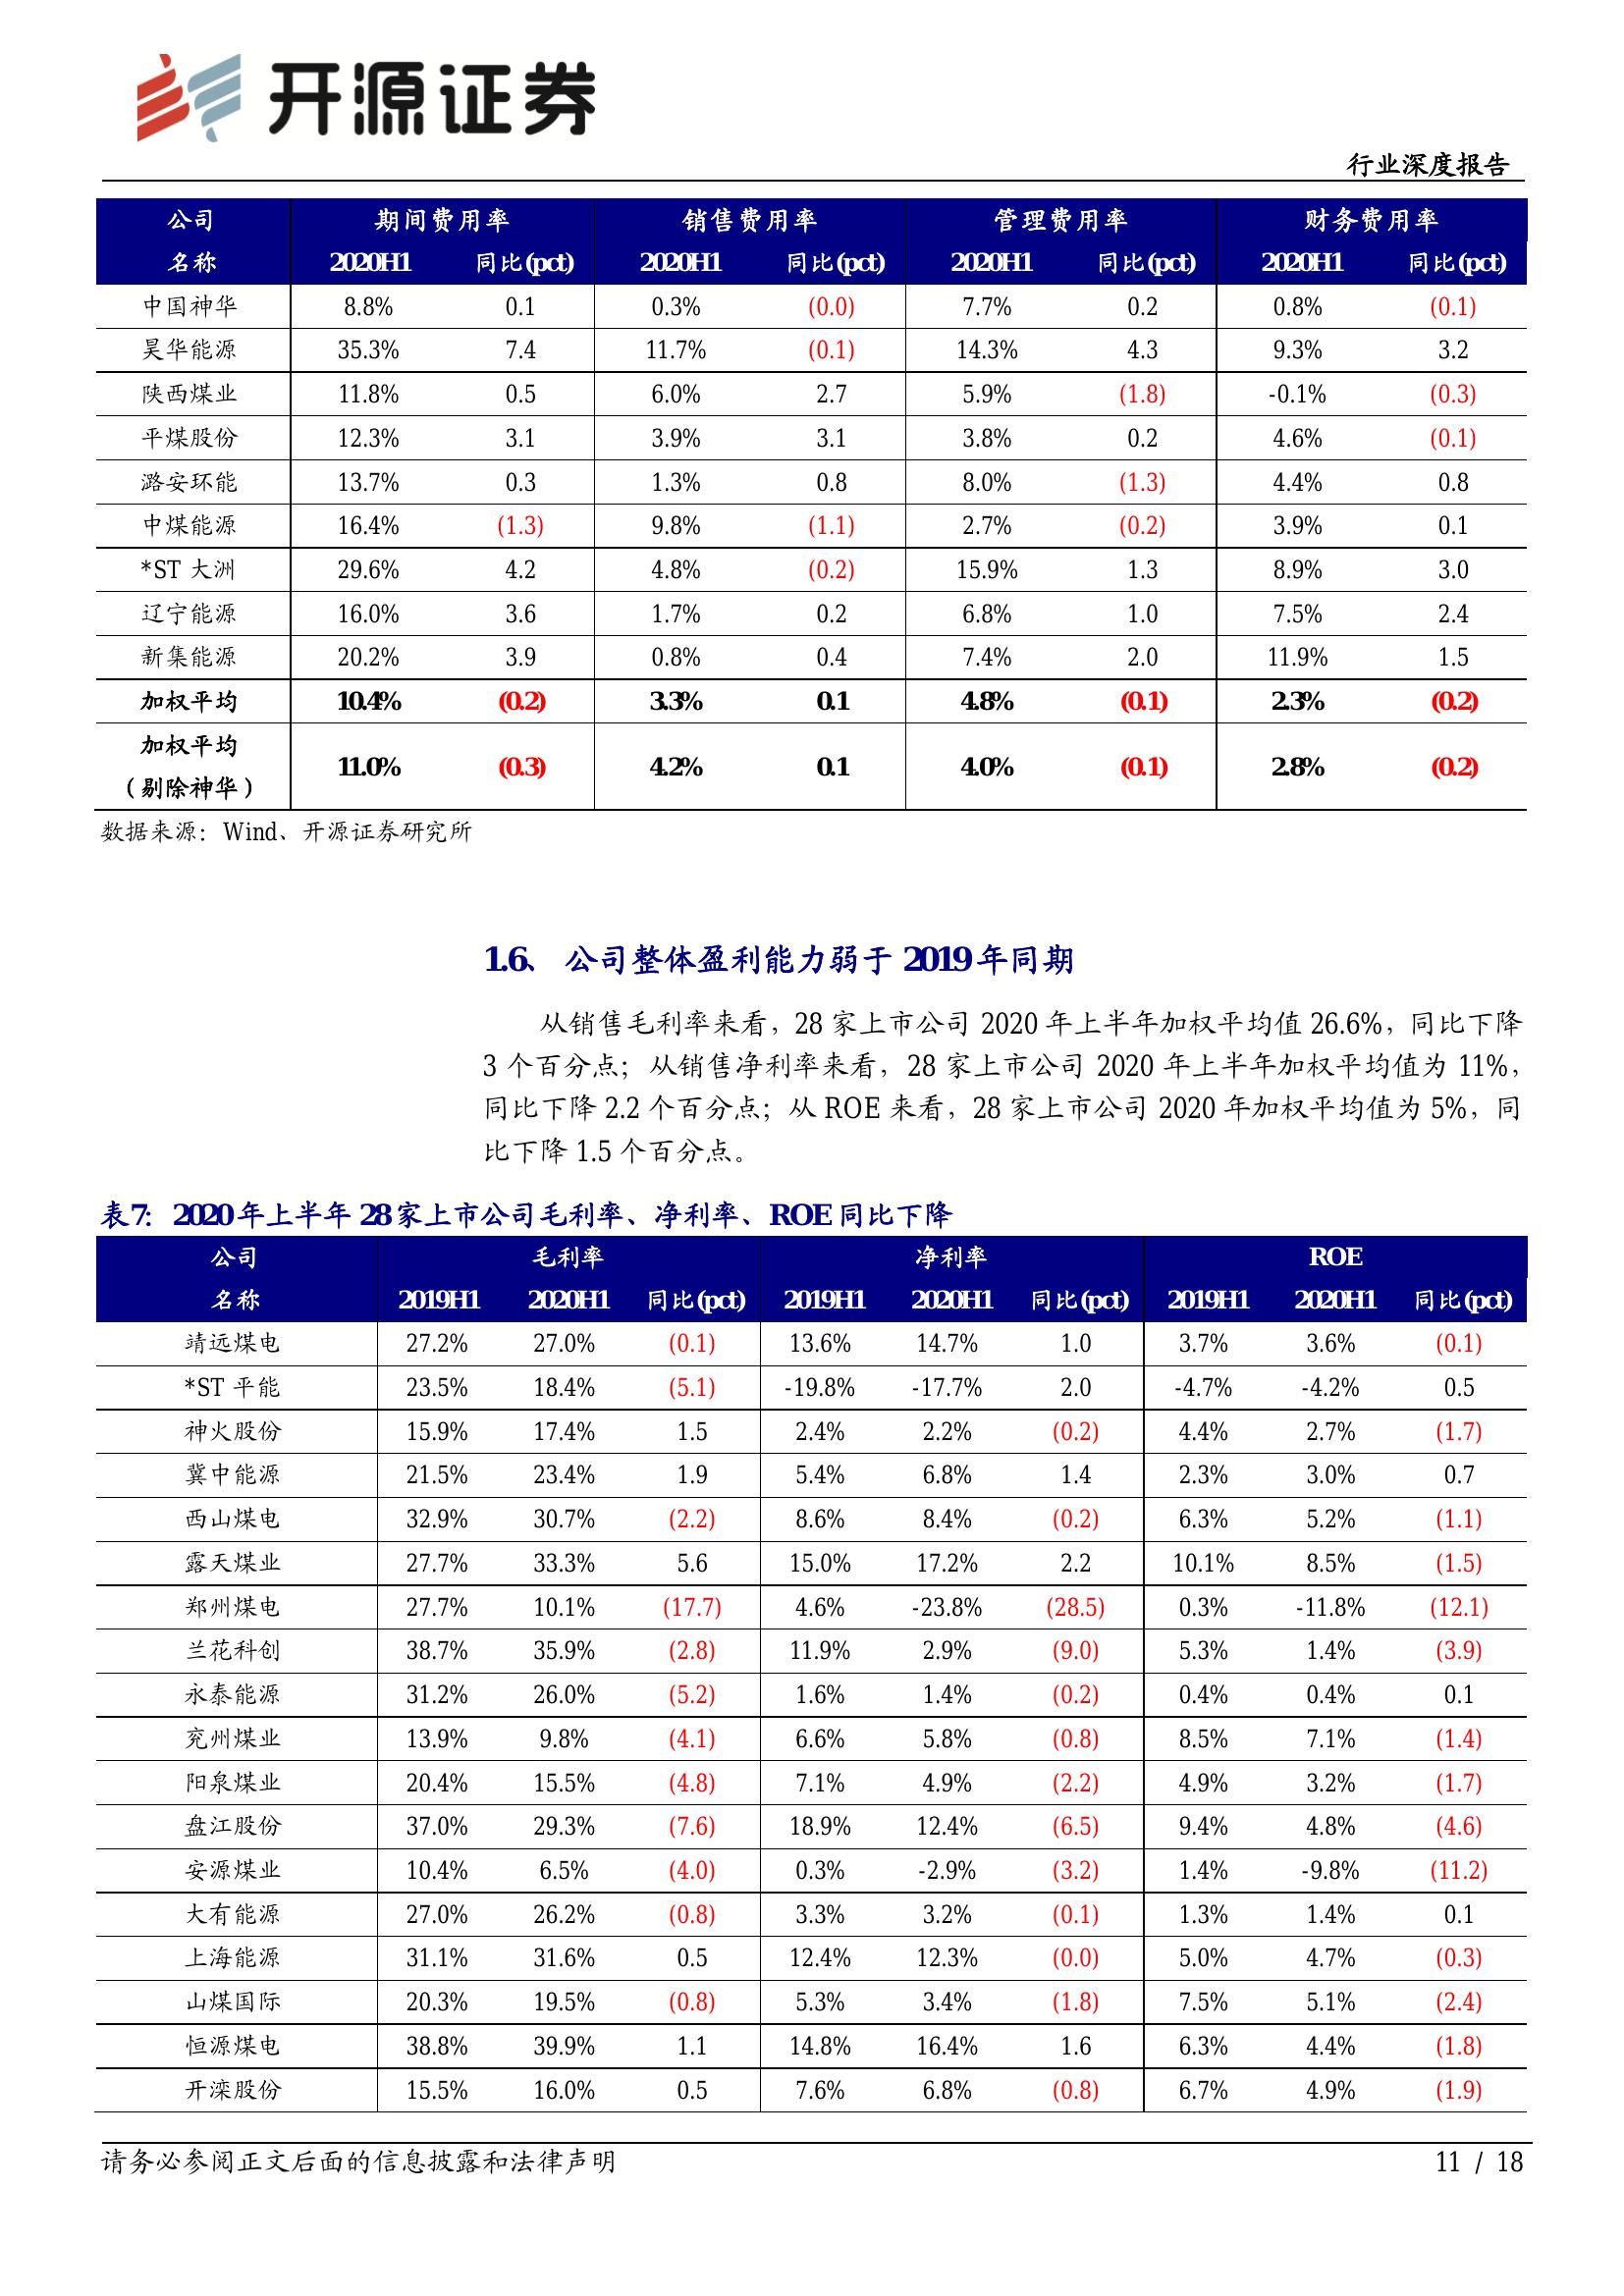 开源证券
行业深度报告
公司 期间费用率 销售费用率 管理费用率 财务费用率
名称 2020H1 同比(pct) 2020H1 同比(pct) 2020H1 同比(pct) 2020H1 同比(pct)
中国神华 8.8% 0.1 0.3% (0.0) 7.7% 0.2 0.8% (0.1)
昊华能源 35.3% 7.4 11.7% (0.1) 14.3% 4.3 9.3% 3.2
陕西煤业 11.8% 0.5 6.0% 2.7 5.9% (1.8) -0.1% (0.3)
平煤股份 12.3% 3.1 3.9% 3.1 3.8% 0.2 4.6% (0.1)
潞安环能 13.7% 0.3 1.3% 0.8 8.0% (1.3) 4.4% 0.8
中煤能源 16.4% (1.3) 9.8% (1.1) 2.7% (0.2) 3.9% 0.1
*ST 大洲 29.6% 4.2 4.8% (0.2) 15.9% 1.3 8.9% 3.0
辽宁能源 16.0% 3.6 1.7% 0.2 6.8% 1.0 7.5% 2.4
新集能源 20.2% 3.9 0.8% 0.4 7.4% 2.0 11.9% 1.5
加权平均 10.4% (0.2) 3.3% 0.1 4.8% (0.1) 2.3% (0.2)
加权平均
（剔除神华） 11.0% (0.3) 4.2% 0.1 4.0% (0.1) 2.8% (0.2)
数据来源：Wind、开源证券研究所
1.6、 公司整体盈利能力弱于 2019 年同期
从销售毛利率来看，28 家上市公司 2020 年上半年加权平均值 26.6%，同比下降
3 个百分点；从销售净利率来看，28 家上市公司 2020 年上半年加权平均值为 11%，
同比下降 2.2 个百分点；从 ROE 来看，28 家上市公司 2020 年加权平均值为 5%，同
比下降 1.5 个百分点。
表7：2020 年上半年 28 家上市公司毛利率、净利率、ROE 同比下降
公司 毛利率 净利率 ROE
名称 2019H1 2020H1 同比(pct) 2019H1 2020H1 同比(pct) 2019H1 2020H1 同比(pct)
靖远煤电 27.2% 27.0% (0.1) 13.6% 14.7% 1.0 3.7% 3.6% (0.1)
*ST 平能 23.5% 18.4% (5.1) -19.8% -17.7% 2.0 -4.7% -4.2% 0.5
神火股份 15.9% 17.4% 1.5 2.4% 2.2% (0.2) 4.4% 2.7% (1.7)
冀中能源 21.5% 23.4% 1.9 5.4% 6.8% 1.4 2.3% 3.0% 0.7
西山煤电 32.9% 30.7% (2.2) 8.6% 8.4% (0.2) 6.3% 5.2% (1.1)
露天煤业 27.7% 33.3% 5.6 15.0% 17.2% 2.2 10.1% 8.5% (1.5)
郑州煤电 27.7% 10.1% (17.7) 4.6% -23.8% (28.5) 0.3% -11.8% (12.1)
兰花科创 38.7% 35.9% (2.8) 11.9% 2.9% (9.0) 5.3% 1.4% (3.9)
永泰能源 31.2% 26.0% (5.2) 1.6% 1.4% (0.2) 0.4% 0.4% 0.1
兖州煤业 13.9% 9.8% (4.1) 6.6% 5.8% (0.8) 8.5% 7.1% (1.4)
阳泉煤业 20.4% 15.5% (4.8) 7.1% 4.9% (2.2) 4.9% 3.2% (1.7)
盘江股份 37.0% 29.3% (7.6) 18.9% 12.4% (6.5) 9.4% 4.8% (4.6)
安源煤业 10.4% 6.5% (4.0) 0.3% -2.9% (3.2) 1.4% -9.8% (11.2)
大有能源 27.0% 26.2% (0.8) 3.3% 3.2% (0.1) 1.3% 1.4% 0.1
上海能源 31.1% 31.6% 0.5 12.4% 12.3% (0.0) 5.0% 4.7% (0.3)
山煤国际 20.3% 19.5% (0.8) 5.3% 3.4% (1.8) 7.5% 5.1% (2.4)
恒源煤电 38.8% 39.9% 1.1 14.8% 16.4% 1.6 6.3% 4.4% (1.8)
开滦股份 15.5% 16.0% 0.5 7.6% 6.8% (0.8) 6.7% 4.9% (1.9)
请务必参阅正文后面的信息披露和法律声明 11 / 18